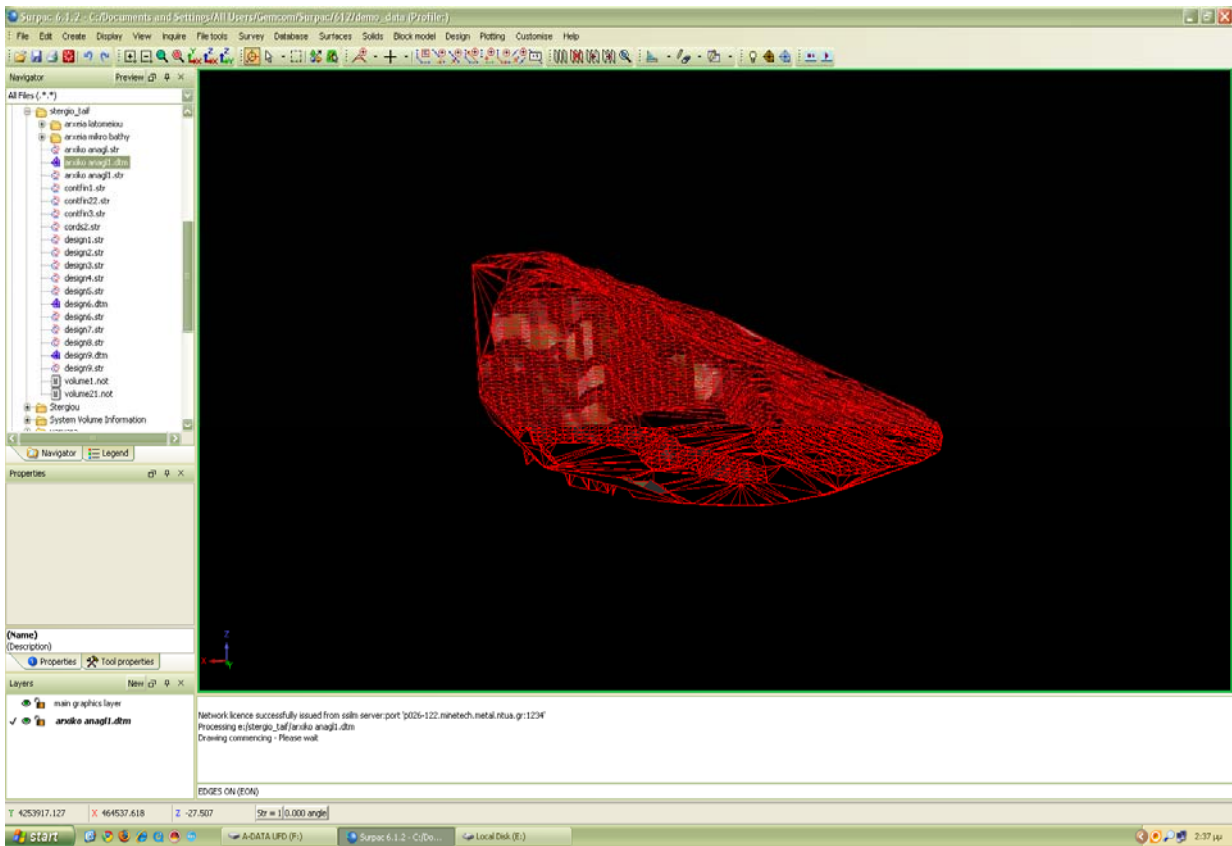 Surpac 6.1.2 - C:/Documents and Settings/All Users/Gemcom/Surpac/612/demo_data (Profile:)
File Edit Create Display View Inquire File tools Survey Database Surfaces Solids Block model Design Plotting Customise Help
Navigator Preview
All Files (*.*)
stergio_taif
arxeia latomeiou
arxeia mikro bathy
arxiko anagl.str
arxiko anagl1.dtm
arxiko anagl1.str
contfin1.str
contfin22.str
contfin3.str
cords2.str
design1.str
design2.str
design3.str
design4.str
design5.str
design6.dtm
design6.str
design7.str
design8.str
design9.dtm
design9.str
volume1.not
volume21.not
Stergiou
System Volume Information
Navigator Legend
Properties
(Name)
(Description)
Properties Tool properties
Layers New
main graphics layer
arxiko anagl1.dtm
Z
X
Y
Network licence successfully issued from sslm server:port 'p026-122.minetech.metal.ntua.gr:1234'
Processing e:/stergio_taif/arxiko anagl1.dtm
Drawing commencing - Please wait
EDGES ON (EON)
Y 4253917.127 X 464537.618 Z -27.507 Str = 1 0.000 angle
start A-DATA UFD (F:) Surpac 6.1.2 - C:/Do... Local Disk (E:) 2:37 μμ